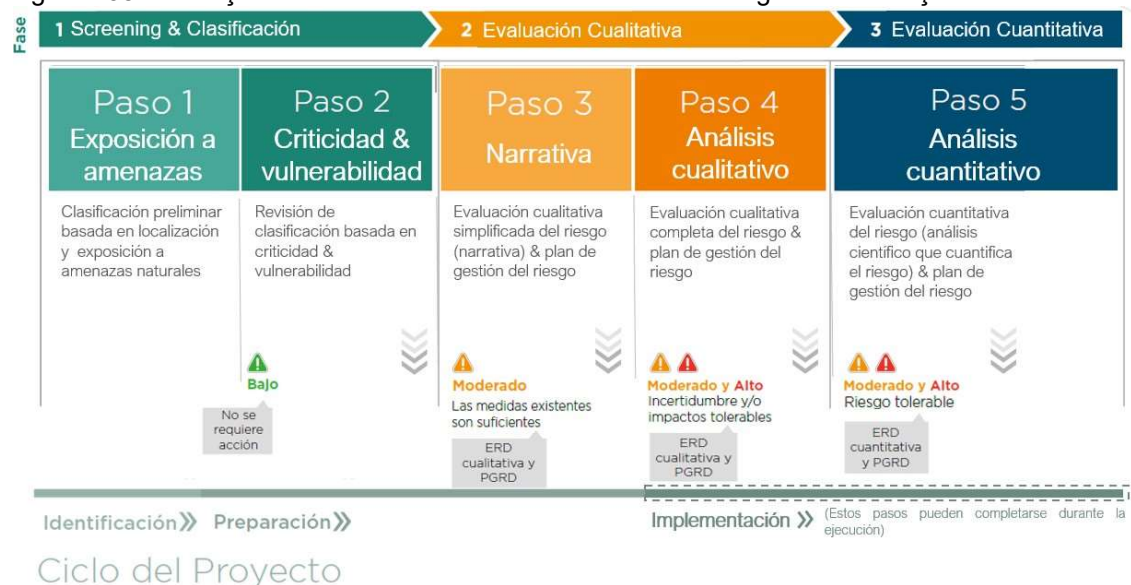 Fase
1 Screening & Clasificación
2 Evaluación Cualitativa
3 Evaluación Cuantitativa
Paso 1
Exposición a
amenazas
Paso 2
Criticidad &
vulnerabilidad
Paso 3
Narrativa
Paso 4
Análisis
cualitativo
Paso 5
Análisis
cuantitativo
Clasificación preliminar
basada en localización
y exposición a
amenazas naturales
Revisión de
clasificación basada en
criticidad &
vulnerabilidad
Evaluación cualitativa
simplificada del riesgo
(narrativa) & plan de
gestión del riesgo
Evaluación cualitativa
completa del riesgo &
plan de gestión del
riesgo
Evaluación cuantitativa
del riesgo (análisis
científico que cuantifica
el riesgo) & plan de
gestión del riesgo
Bajo
No se
requiere
acción
Moderado
Las medidas existentes
son suficientes
ERD
cualitativa y
PGRD
Moderado y Alto
Incertidumbre y/o
impactos tolerables
ERD
cualitativa y
PGRD
Moderado y Alto
Riesgo tolerable
ERD
cuantitativa
y PGRD
Identificación
Preparación
Implementación
(Estos pasos pueden completarse durante la
ejecución)
Ciclo del Proyecto